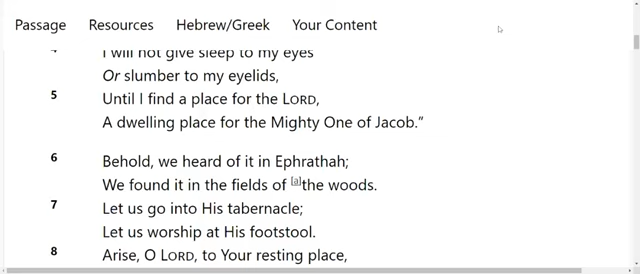 Passage Resources Hebrew/Greek Your Content
4 I will not give sleep to my eyes
Or slumber to my eyelids,
5 Until I find a place for the LORD,
A dwelling place for the Mighty One of Jacob.”
6 Behold, we heard of it in Ephrathah;
We found it in the fields of [a]the woods.
7 Let us go into His tabernacle;
Let us worship at His footstool.
8 Arise, O LORD, to Your resting place,